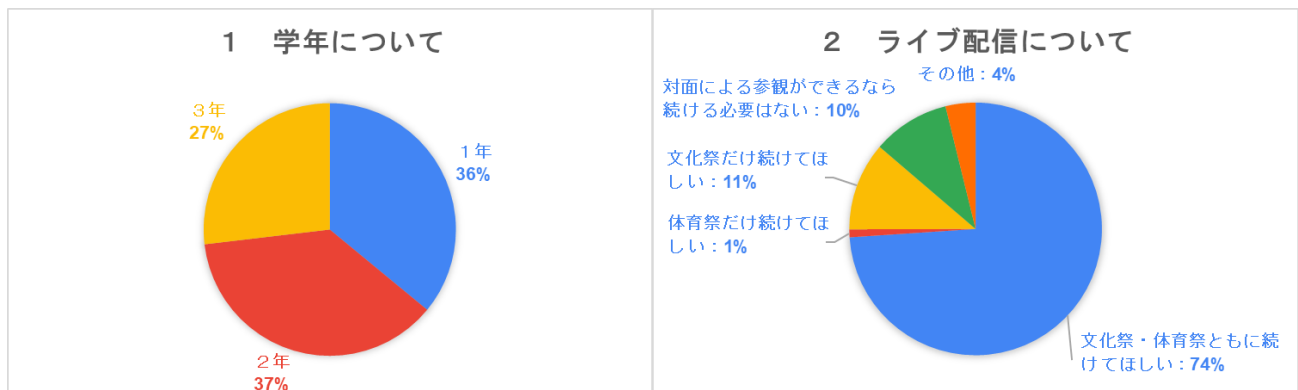 １　学年について
３年
27%
１年
36%
２年
37%
２　ライブ配信について
その他：4%
対面による参観ができるなら
続ける必要はない：10%
文化祭だけ続けてほ
しい：11%
体育祭だけ続けてほ
しい：1%
文化祭・体育祭ともに続
けてほしい：74%